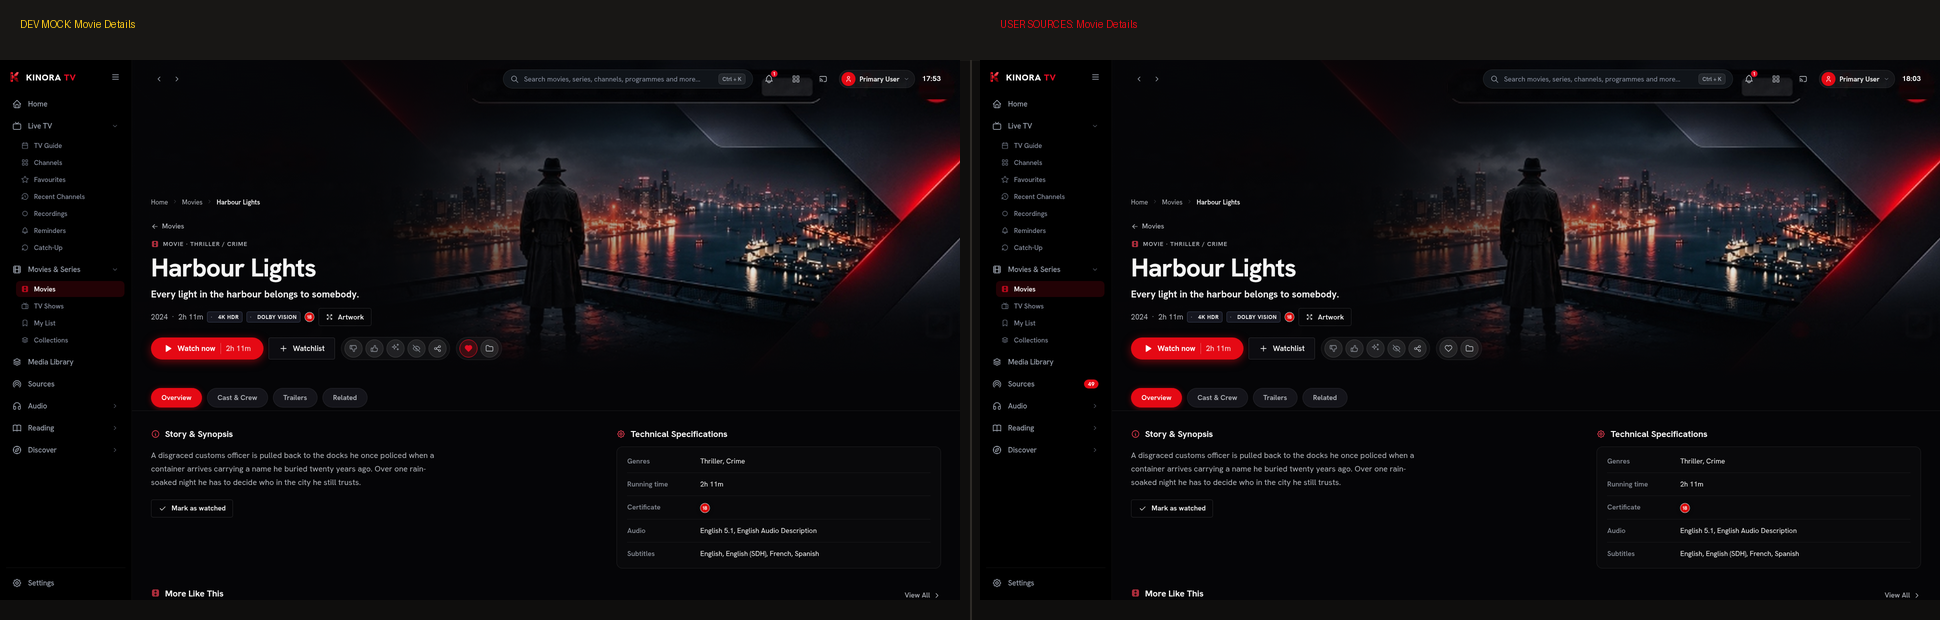 DEV MOCK: Movie Details
KINORA TV
Search movies, series, channels, programmes and more...
Ctrl + K
1
Primary User
17:53
Home
Live TV
TV Guide
Channels
Favourites
Recent Channels
Recordings
Reminders
Catch-Up
Movies & Series
Movies
TV Shows
My List
Collections
Media Library
Sources
Audio
Reading
Discover
Settings
Home Movies Harbour Lights
Movies
MOVIE · THRILLER / CRIME
Harbour Lights
Every light in the harbour belongs to somebody.
2024 · 2h 11m 4K HDR DOLBY VISION 18 Artwork
Watch now 2h 11m Watchlist
Overview Cast & Crew Trailers Related
Story & Synopsis
A disgraced customs officer is pulled back to the docks he once policed when a
container arrives carrying a name he buried twenty years ago. Over one rain-
soaked night he has to decide who in the city he still trusts.
Mark as watched
Technical Specifications
Genres Thriller, Crime
Running time 2h 11m
Certificate 18
Audio English 5.1, English Audio Description
Subtitles English, English (SDH), French, Spanish
More Like This
View All
USER SOURCES: Movie Details
KINORA TV
Search movies, series, channels, programmes and more...
Ctrl + K
1
Primary User
18:03
Home
Live TV
TV Guide
Channels
Favourites
Recent Channels
Recordings
Reminders
Catch-Up
Movies & Series
Movies
TV Shows
My List
Collections
Media Library
Sources 49
Audio
Reading
Discover
Settings
Home Movies Harbour Lights
Movies
MOVIE · THRILLER / CRIME
Harbour Lights
Every light in the harbour belongs to somebody.
2024 · 2h 11m 4K HDR DOLBY VISION 18 Artwork
Watch now 2h 11m Watchlist
Overview Cast & Crew Trailers Related
Story & Synopsis
A disgraced customs officer is pulled back to the docks he once policed when a
container arrives carrying a name he buried twenty years ago. Over one rain-
soaked night he has to decide who in the city he still trusts.
Mark as watched
Technical Specifications
Genres Thriller, Crime
Running time 2h 11m
Certificate 18
Audio English 5.1, English Audio Description
Subtitles English, English (SDH), French, Spanish
More Like This
View All